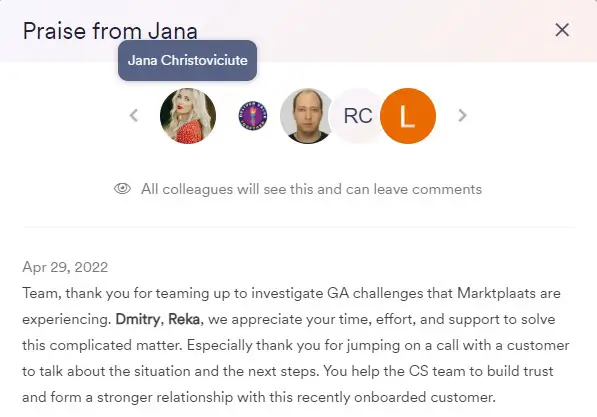 Praise from Jana
Jana Christoviciute
RC
L
All colleagues will see this and can leave comments
Apr 29, 2022
Team, thank you for teaming up to investigate GA challenges that Marktplaats are
experiencing. Dmitry, Reka, we appreciate your time, effort, and support to solve
this complicated matter. Especially thank you for jumping on a call with a customer
to talk about the situation and the next steps. You help the CS team to build trust
and form a stronger relationship with this recently onboarded customer.